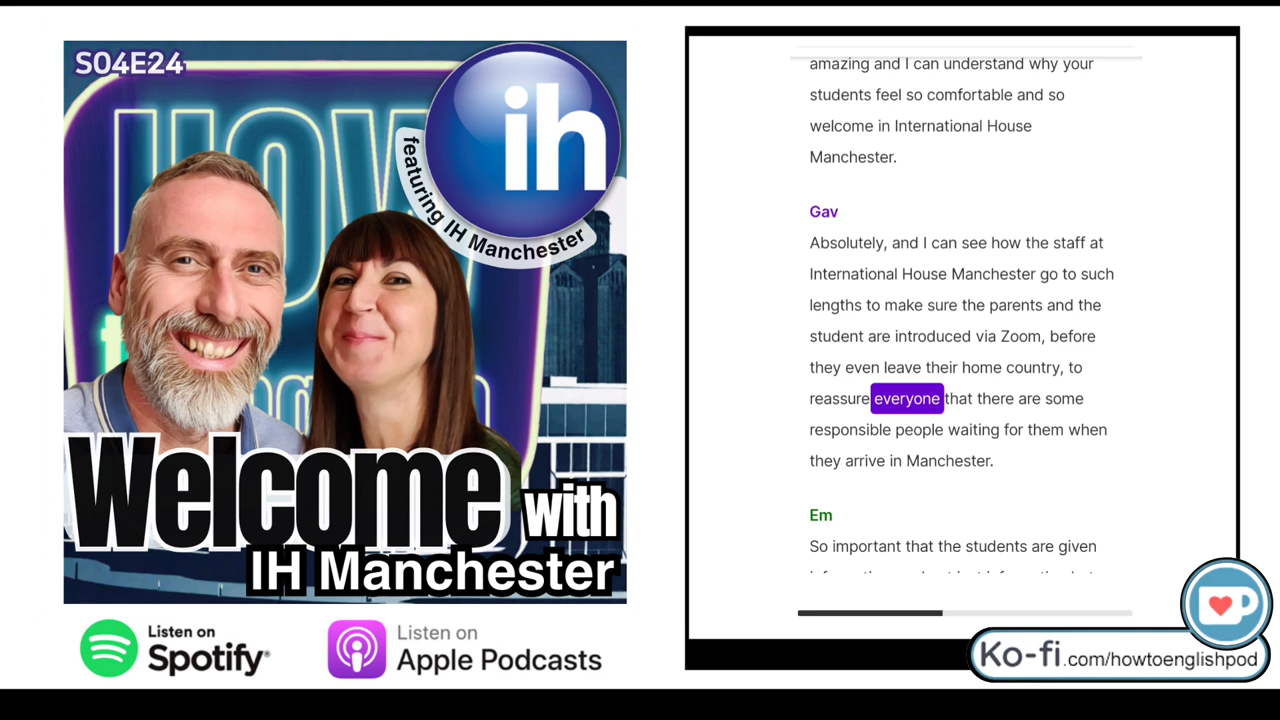 S04E24
HOW
ih
featuring IH Manchester
Welcome with
IH Manchester
Listen on
Spotify®
Listen on
Apple Podcasts
amazing and I can understand why your
students feel so comfortable and so
welcome in International House
Manchester.
Gav
Absolutely, and I can see how the staff at
International House Manchester go to such
lengths to make sure the parents and the
student are introduced via Zoom, before
they even leave their home country, to
reassure everyone that there are some
responsible people waiting for them when
they arrive in Manchester.
Em
So important that the students are given
Ko-fi.com/howtoenglishpod